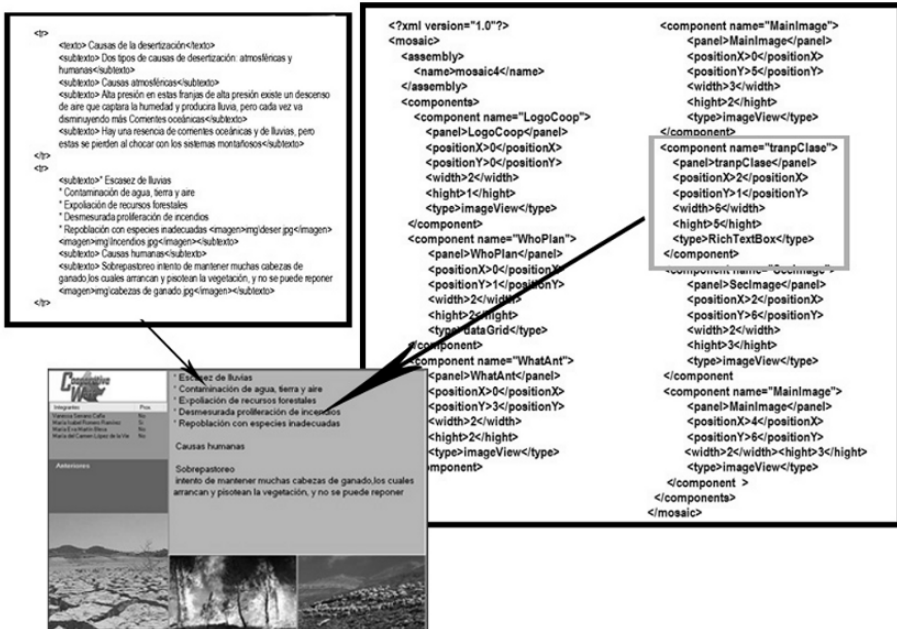 <tr>
<texto> Causas de la desertización</texto>
<subtexto> Dos tipos de causas de desertización: atmosféricas y
humanas</subtexto>
<subtexto> Causas atmosféricas</subtexto>
<subtexto> Alta presión en estas franjas de alta presión existe un descenso
de aire que captara la humedad y producira lluvia, pero cada vez va
disminuyendo más Corrientes oceánicas</subtexto>
<subtexto> Hay una resencia de corrientes oceánicas y de lluvias, pero
estas se pierden al chocar con los sistemas montañosos</subtexto>
</tr>
<tr>
<subtexto>* Escasez de lluvias
* Contaminación de agua, tierra y aire
* Expoliación de recursos forestales
* Desmesurada proliferación de incendios
* Repoblación con especies inadecuadas <imagen>img\deser.jpg</imagen>
<imagen>img\Incendios.jpg</imagen></subtexto>
<subtexto> Causas humanas</subtexto>
<subtexto> Sobrepastoreo intento de mantener muchas cabezas de
ganado,los cuales arrancan y pisotean la vegetación, y no se puede reponer
<imagen>img\cabezas de ganado.jpg</imagen></subtexto>
</tr>
<?xml version="1.0"?>
<mosaic>
<assembly>
<name>mosaic4</name>
</assembly>
<components>
<component name="LogoCoop">
<panel>LogoCoop</panel>
<positionX>0</positionX>
<positionY>0</positionY>
<width>2</width>
<hight>1</hight>
<type>imageView</type>
</component>
<component name="WhoPlan">
<panel>WhoPlan</panel>
<positionX>0</positionX>
<positionY>1</positionY>
<width>2</width>
<hight>2</hight>
<type>dataGrid</type>
</component>
<component name="WhatAnt">
<panel>WhatAnt</panel>
<positionX>0</positionX>
<positionY>3</positionY>
<width>2</width>
<hight>2</hight>
<type>imageView</type>
component>
<component name="MainImage">
<panel>MainImage</panel>
<positionX>0</positionX>
<positionY>5</positionY>
<width>3</width>
<hight>2</hight>
<type>imageView</type>
</component>
<component name="tranpClase">
<panel>tranpClase</panel>
<positionX>2</positionX>
<positionY>1</positionY>
<width>6</width>
<hight>5</hight>
<type>RichTextBox</type>
</component>
<component name="SecImage">
<panel>SecImage</panel>
<positionX>2</positionX>
<positionY>6</positionY>
<width>2</width>
<hight>3</hight>
<type>imageView</type>
</component
<component name="MainImage">
<panel>MainImage</panel>
<positionX>4</positionX>
<positionY>6</positionY>
<width>2</width><hight>3</hight>
<type>imageView</type>
</component >
</components>
</mosaic>
Integrantes Pros
No
Si
No
No
Anteriores
* Escasez de lluvias
* Contaminación de agua, tierra y aire
* Expoliación de recursos forestales
* Desmesurada proliferación de incendios
* Repoblación con especies inadecuadas
Causas humanas
Sobrepastoreo
intento de mantener muchas cabezas de ganado,los cuales
arrancan y pisotean la vegetación, y no se puede reponer